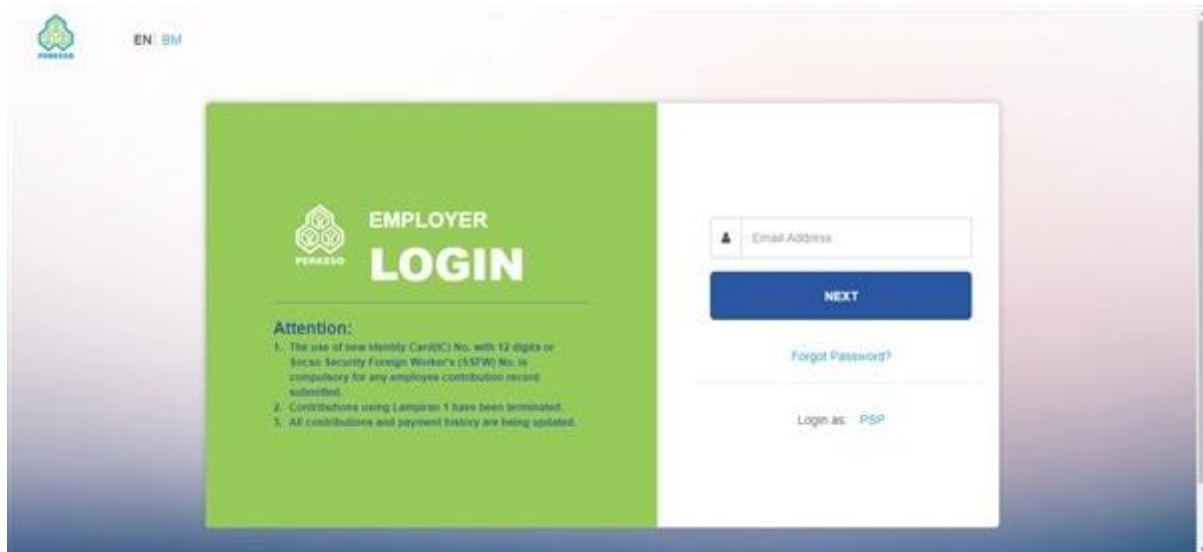 PERKESO
EN BM
PERKESO
EMPLOYER
LOGIN
Attention:
1. The use of new Identity Card(IC) No. with 12 digits or
Socso Security Foreign Worker's (SSFW) No. is
compulsory for any employee contribution record
submitted.
2. Contributions using Lampiran 1 have been terminated.
3. All contributions and payment history are being updated.
Email Address
NEXT
Forgot Password?
Login as: PSP